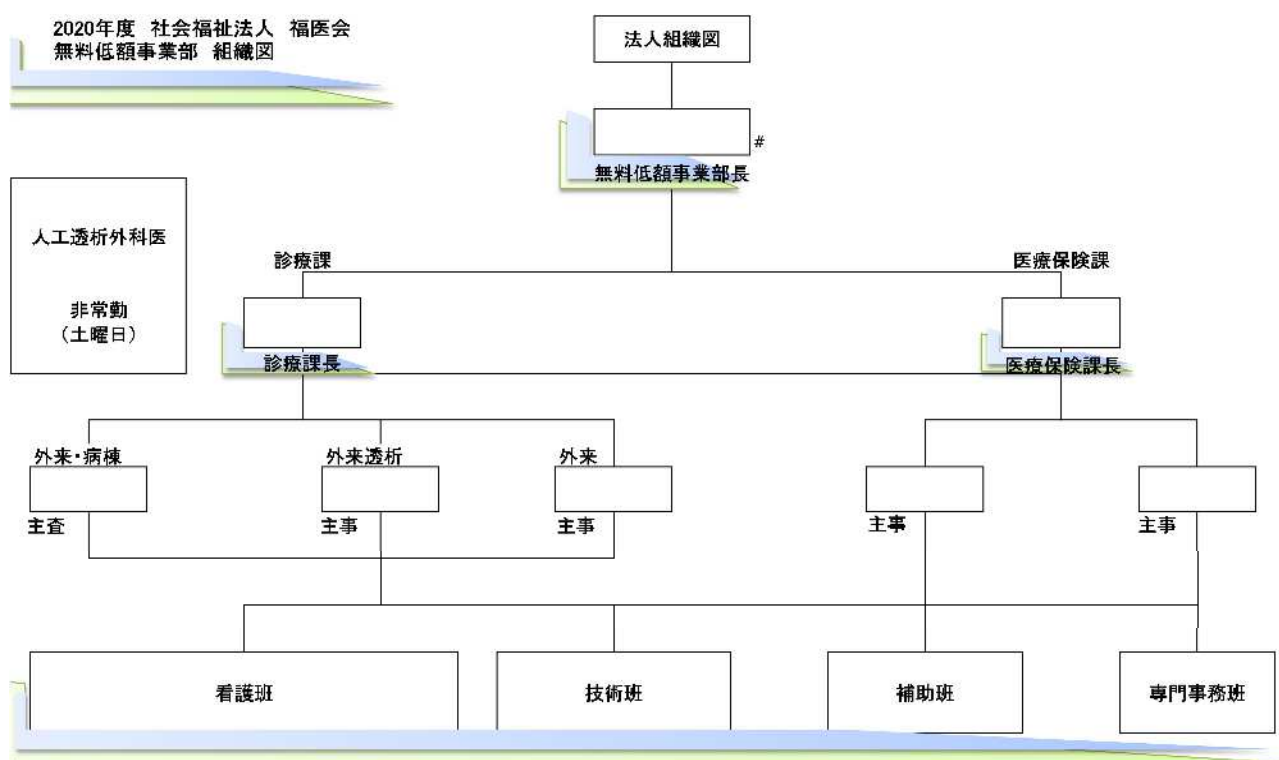 2020年度 社会福祉法人 福医会
無料低額事業部 組織図
法人組織図
#
無料低額事業部長
人工透析外科医
非常勤
（土曜日）
診療課
医療保険課
診療課長
医療保険課長
外来・病棟
外来透析
外来
主査
主事
主事
主事
主事
看護班
技術班
補助班
専門事務班